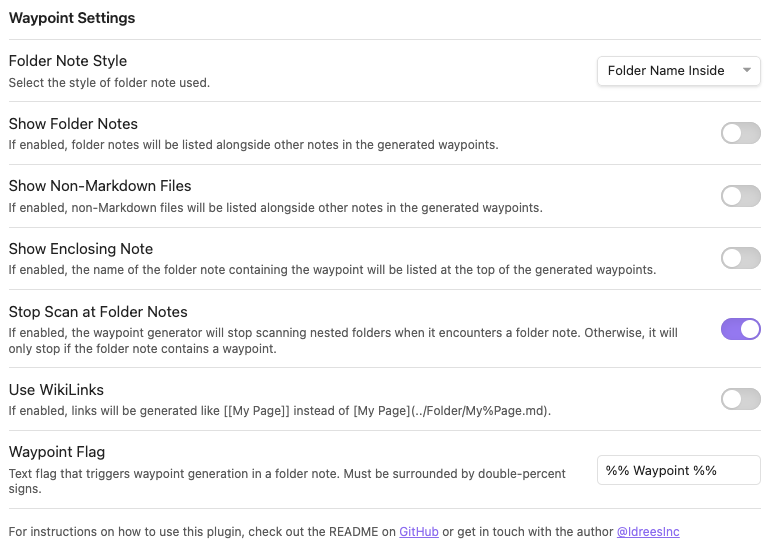 Waypoint Settings
Folder Note Style
Select the style of folder note used.
Folder Name Inside
Show Folder Notes
If enabled, folder notes will be listed alongside other notes in the generated waypoints.
Show Non-Markdown Files
If enabled, non-Markdown files will be listed alongside other notes in the generated waypoints.
Show Enclosing Note
If enabled, the name of the folder note containing the waypoint will be listed at the top of the generated waypoints.
Stop Scan at Folder Notes
If enabled, the waypoint generator will stop scanning nested folders when it encounters a folder note. Otherwise, it will
only stop if the folder note contains a waypoint.
Use WikiLinks
If enabled, links will be generated like [[My Page]] instead of [My Page](../Folder/My%Page.md).
Waypoint Flag
Text flag that triggers waypoint generation in a folder note. Must be surrounded by double-percent
signs.
%% Waypoint %%
For instructions on how to use this plugin, check out the README on GitHub or get in touch with the author @IdreesInc